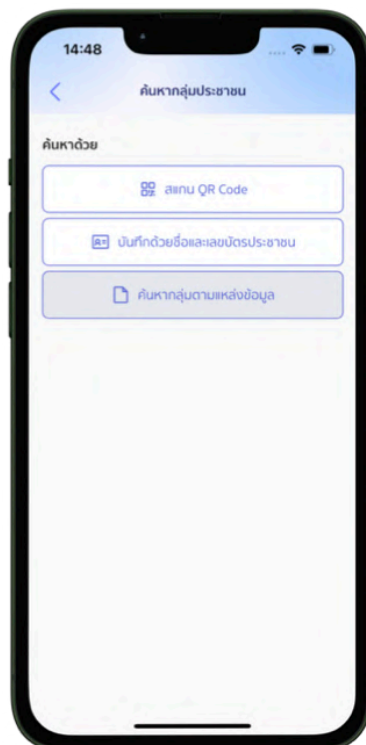 14:48
ค้นหากลุ่มประชาชน
ค้นหาด้วย
สแกน QR Code
บันทึกด้วยชื่อและเลขบัตรประชาชน
ค้นหากลุ่มตามแหล่งข้อมูล